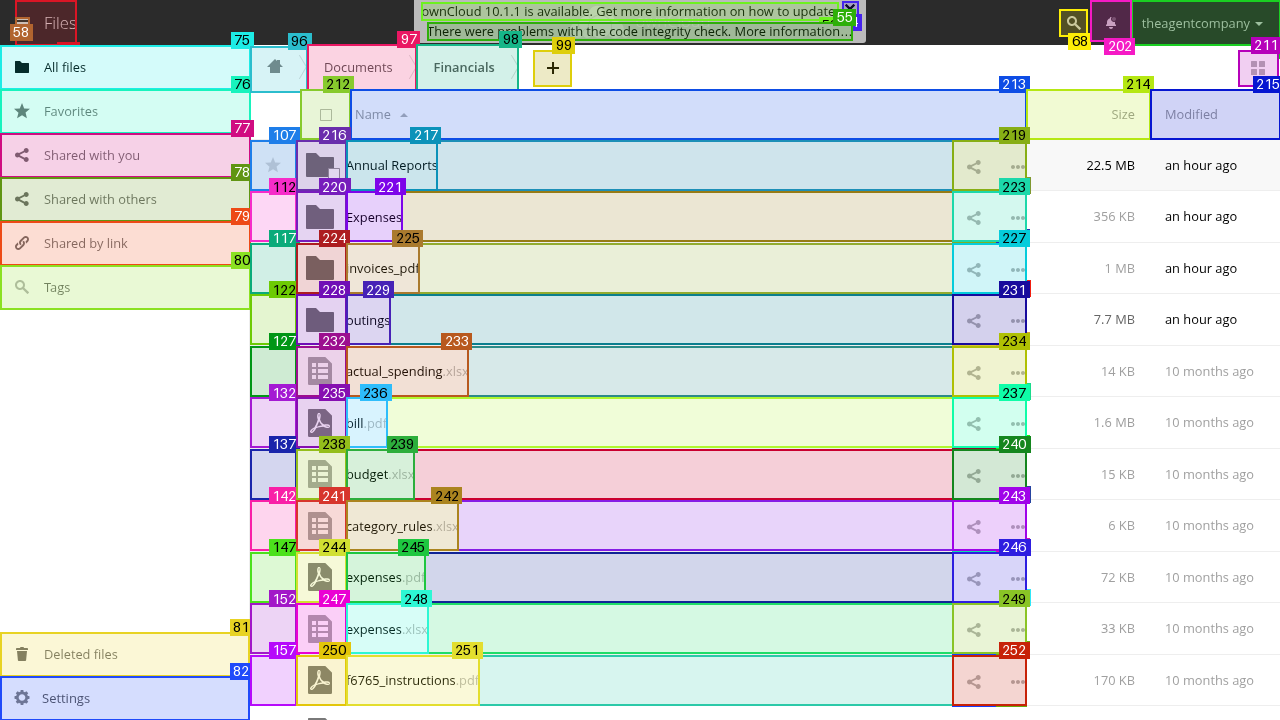 Files
ownCloud 10.1.1 is available. Get more information on how to update
There were problems with the code integrity check. More information…
theagentcompany
58
55
68
202
75
96
97
98
99
211
All files
Documents
Financials
+
76
212
213
214
215
Favorites
Name
Size
Modified
77
107
216
217
219
Shared with you
Annual Reports
22.5 MB
an hour ago
78
112
220
221
223
Shared with others
Expenses
356 KB
an hour ago
79
117
224
225
227
Shared by link
invoices_pdf
1 MB
an hour ago
80
122
228
229
231
Tags
outings
7.7 MB
an hour ago
127
232
233
234
actual_spending.xlsx
14 KB
10 months ago
132
235
236
237
bill.pdf
1.6 MB
10 months ago
137
238
239
240
budget.xlsx
15 KB
10 months ago
142
241
242
243
category_rules.xlsx
6 KB
10 months ago
147
244
245
246
expenses.pdf
72 KB
10 months ago
152
247
248
249
expenses.xlsx
33 KB
10 months ago
81
157
250
251
252
Deleted files
f6765_instructions.pdf
170 KB
10 months ago
82
Settings